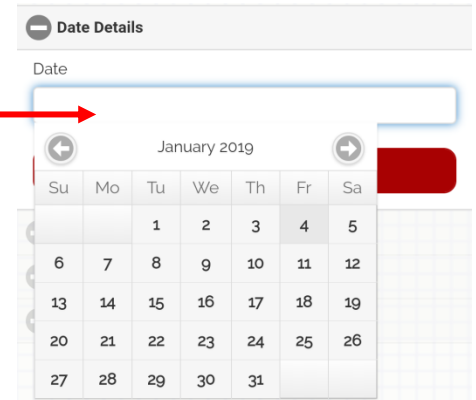 Date Details
Date
January 2019
Su Mo Tu We Th Fr Sa
1 2 3 4 5
6 7 8 9 10 11 12
13 14 15 16 17 18 19
20 21 22 23 24 25 26
27 28 29 30 31